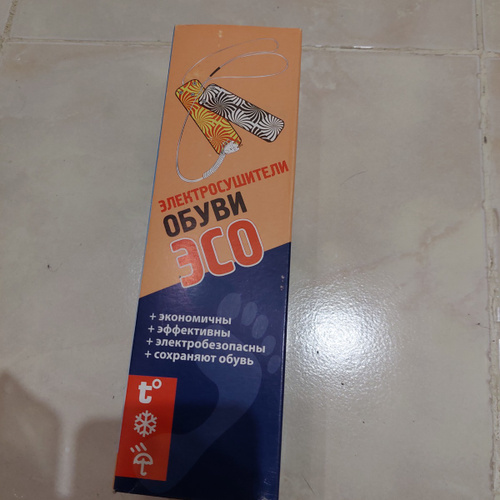 ЭЛЕКТРОСУШИТЕЛИ
ОБУВИ
ЭСО
+ экономичны
+ эффективны
+ электробезопасны
+ сохраняют обувь
t°